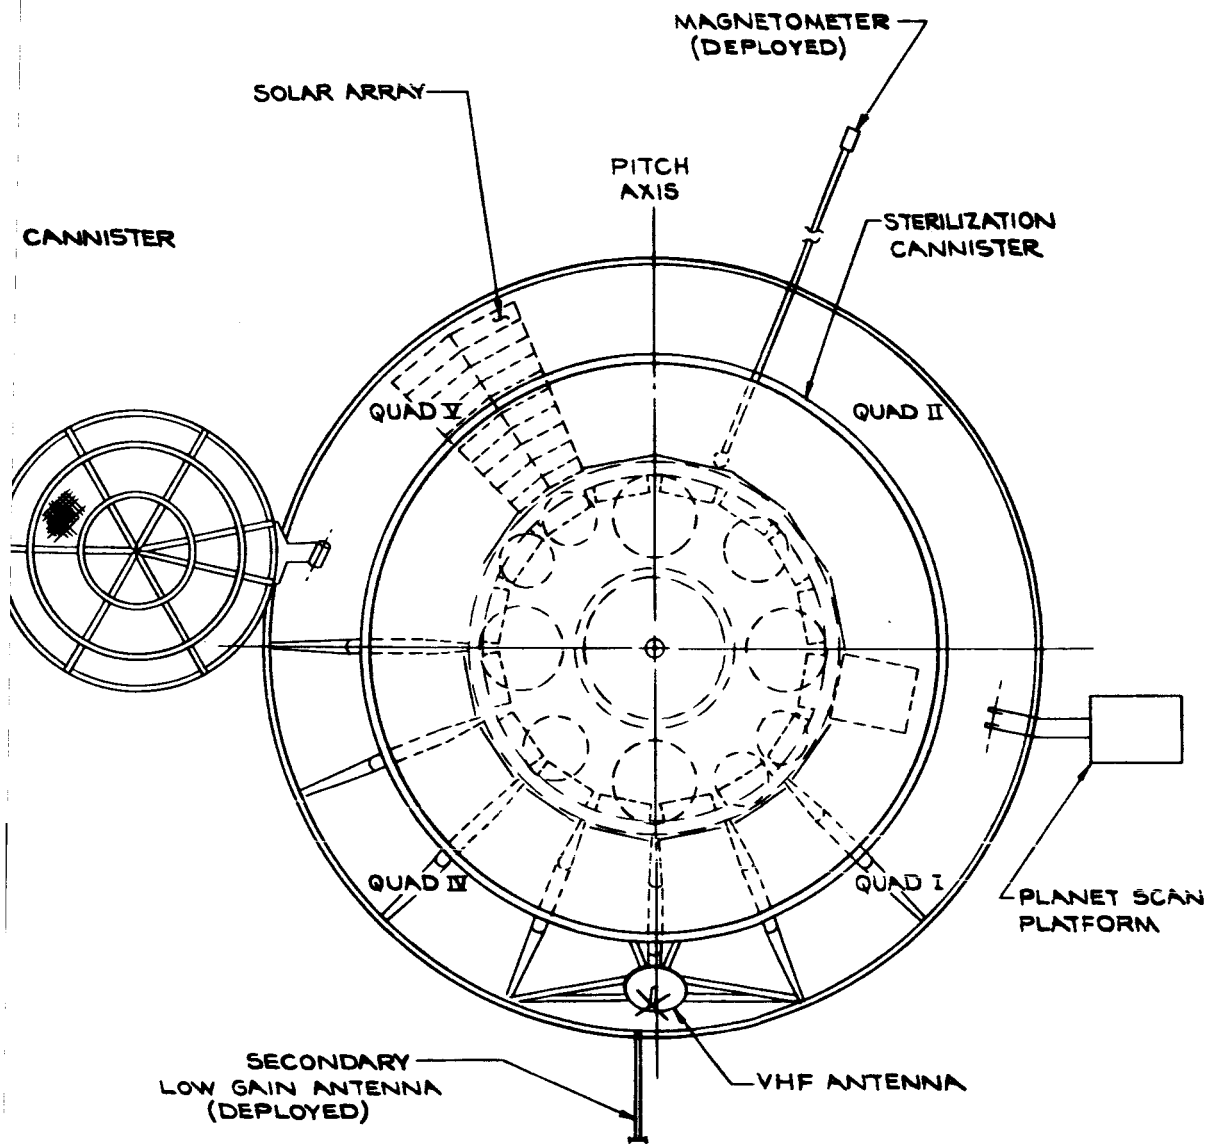 MAGNETOMETER
(DEPLOYED)
SOLAR ARRAY
PITCH
AXIS
STERILIZATION
CANNISTER
CANNISTER
QUAD V
QUAD II
QUAD IV
QUAD I
PLANET SCAN
PLATFORM
SECONDARY
LOW GAIN ANTENNA
(DEPLOYED)
VHF ANTENNA